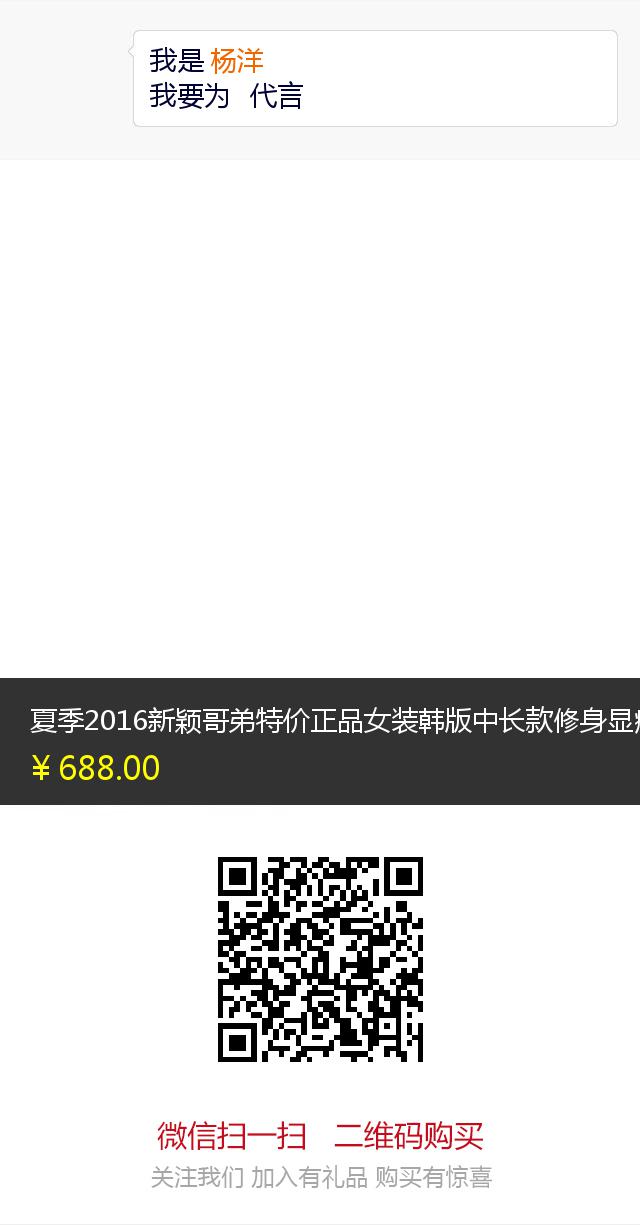 我是 杨洋
我要为 代言
夏季2016新颖哥弟特价正品女装韩版中长款修身显
¥ 688.00
微信扫一扫 二维码购买
关注我们 加入有礼品 购买有惊喜